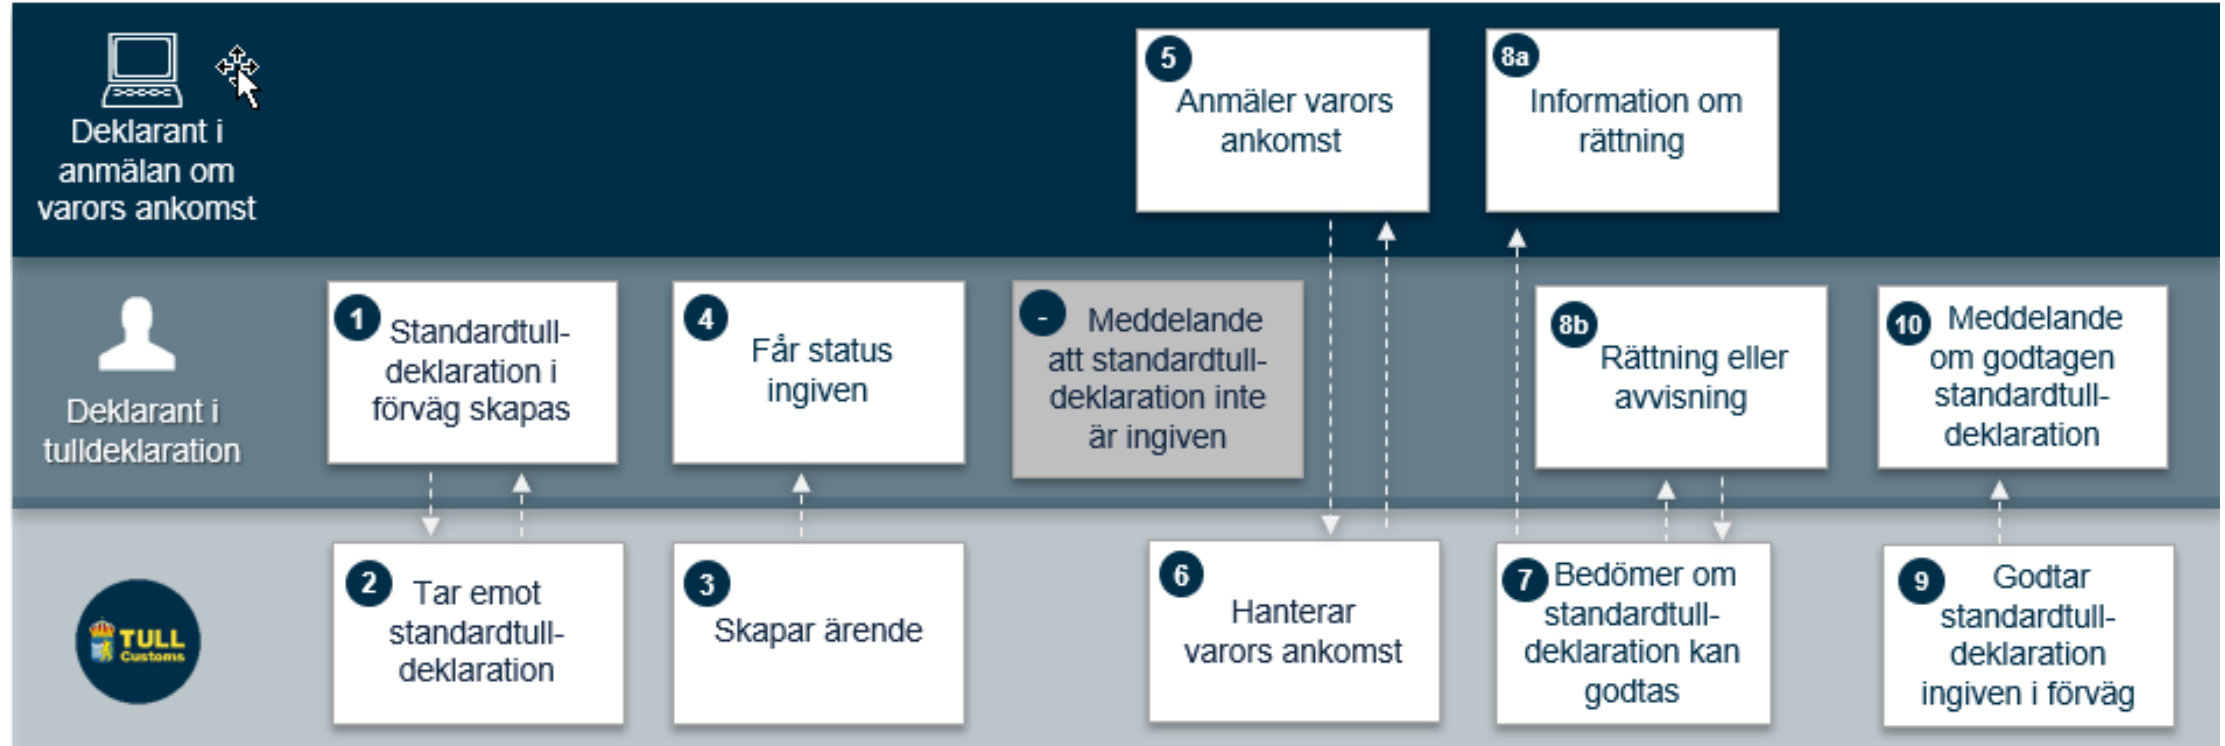 Deklarant i
anmälan om
varors ankomst
5
Anmäler varors
ankomst
8a
Information om
rättning
Deklarant i
tulldeklaration
1
Standardtull-
deklaration i
förväg skapas
4
Får status
ingiven
-
Meddelande
att standardtull-
deklaration inte
är ingiven
8b
Rättning eller
avvisning
10
Meddelande
om godtagen
standardtull-
deklaration
TULL
Customs
2
Tar emot
standardtull-
deklaration
3
Skapar ärende
6
Hanterar
varors ankomst
7
Bedömer om
standardtull-
deklaration kan
godtas
9
Godtar
standardtull-
deklaration
ingiven i förväg